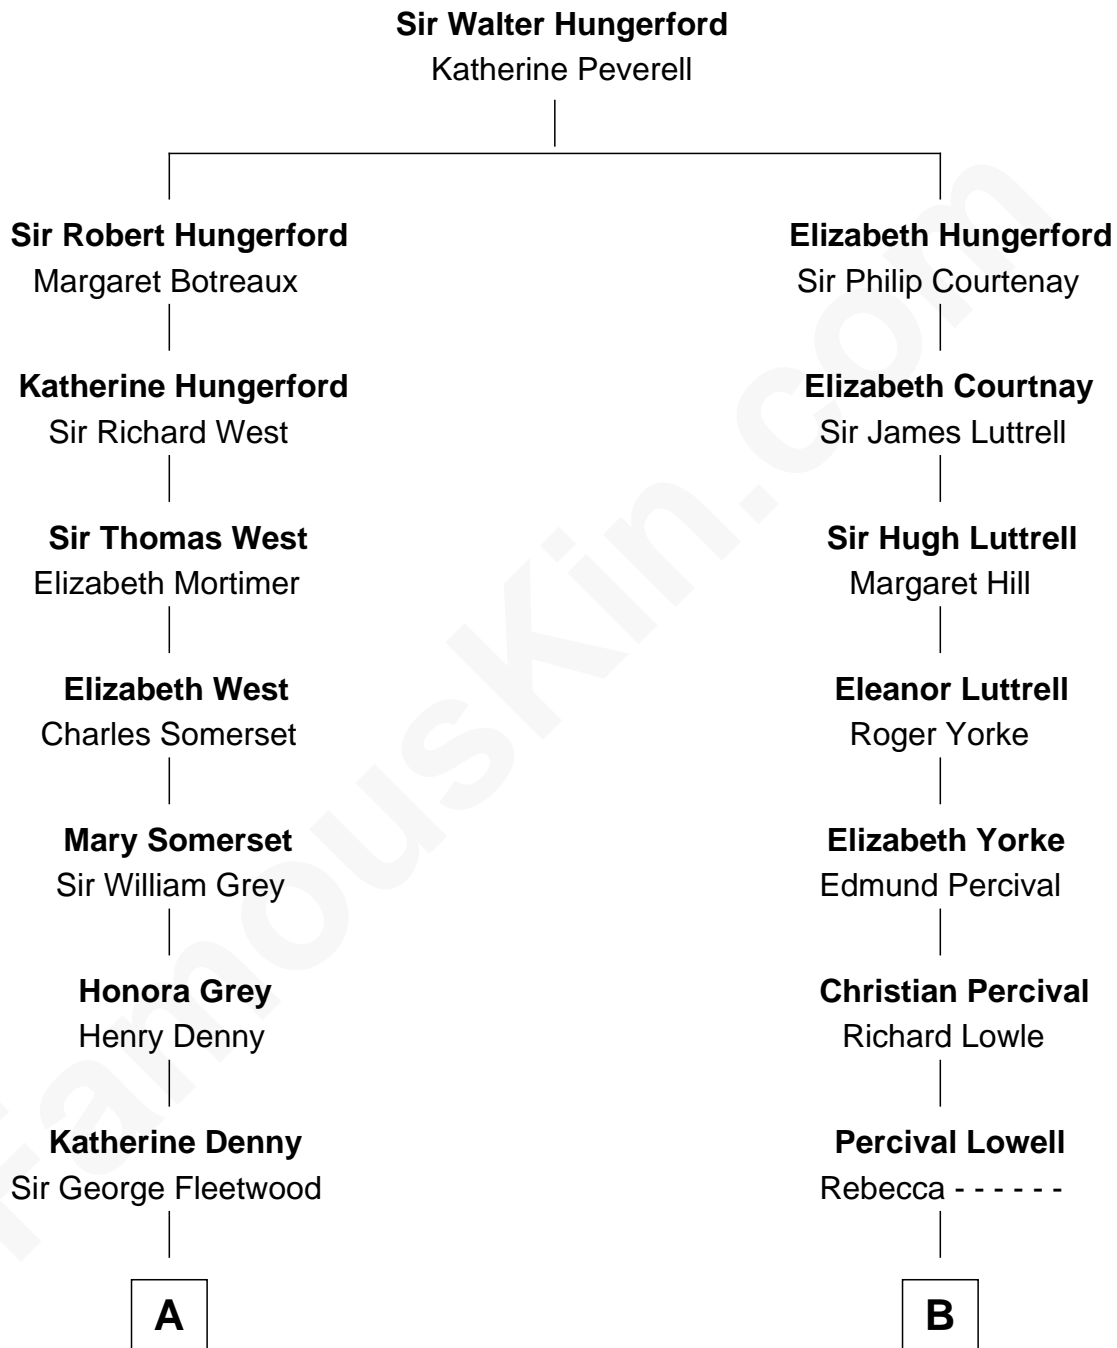 Sir Walter Hungerford
Katherine Peverell
Sir Robert Hungerford
Margaret Botreaux
Elizabeth Hungerford
Sir Philip Courtenay
Katherine Hungerford
Sir Richard West
Elizabeth Courtnay
Sir James Luttrell
Sir Thomas West
Elizabeth Mortimer
Sir Hugh Luttrell
Margaret Hill
Elizabeth West
Charles Somerset
Eleanor Luttrell
Roger Yorke
Mary Somerset
Sir William Grey
Elizabeth Yorke
Edmund Percival
Honora Grey
Henry Denny
Christian Percival
Richard Lowle
Katherine Denny
Sir George Fleetwood
Percival Lowell
Rebecca - - - - - -
A
B
FamousKin.com